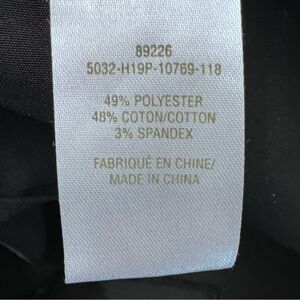 89226
5032-H19P-10769-118
49% POLYESTER
48% COTON/COTTON
3% SPANDEX
FABRIQUÉ EN CHINE/
MADE IN CHINA